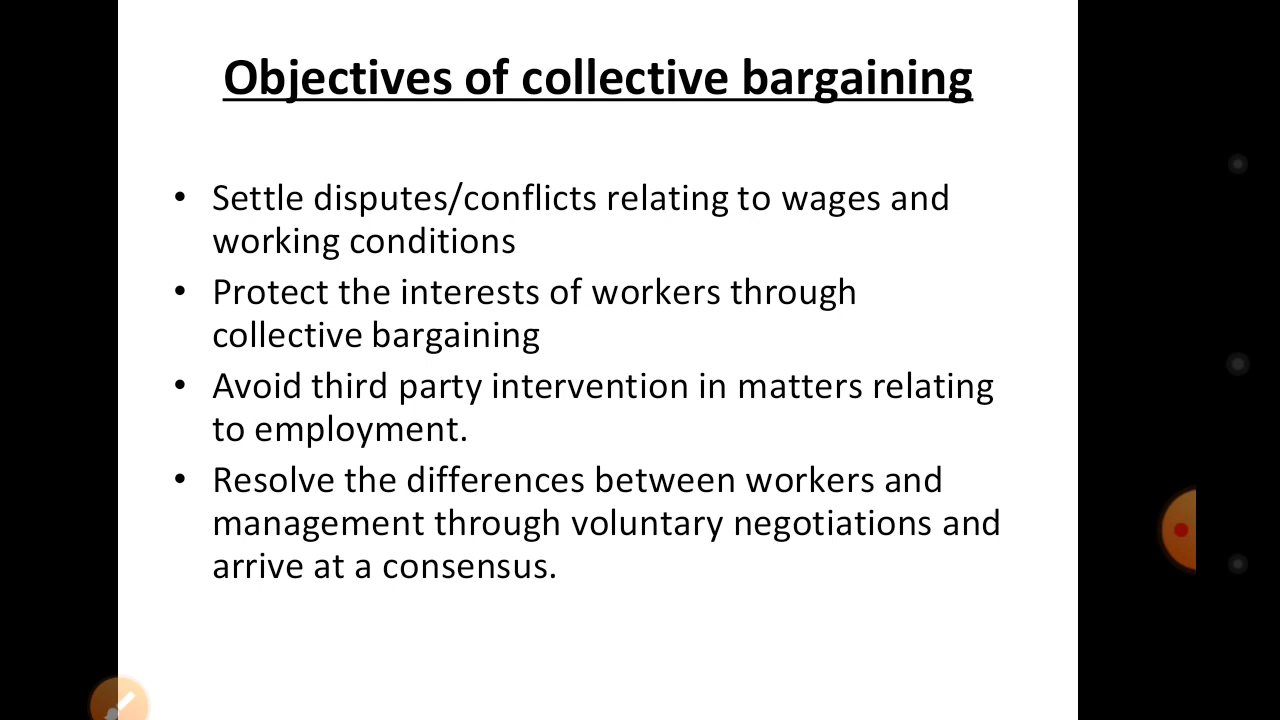 Objectives of collective bargaining
• Settle disputes/conflicts relating to wages and
working conditions
• Protect the interests of workers through
collective bargaining
• Avoid third party intervention in matters relating
to employment.
• Resolve the differences between workers and
management through voluntary negotiations and
arrive at a consensus.